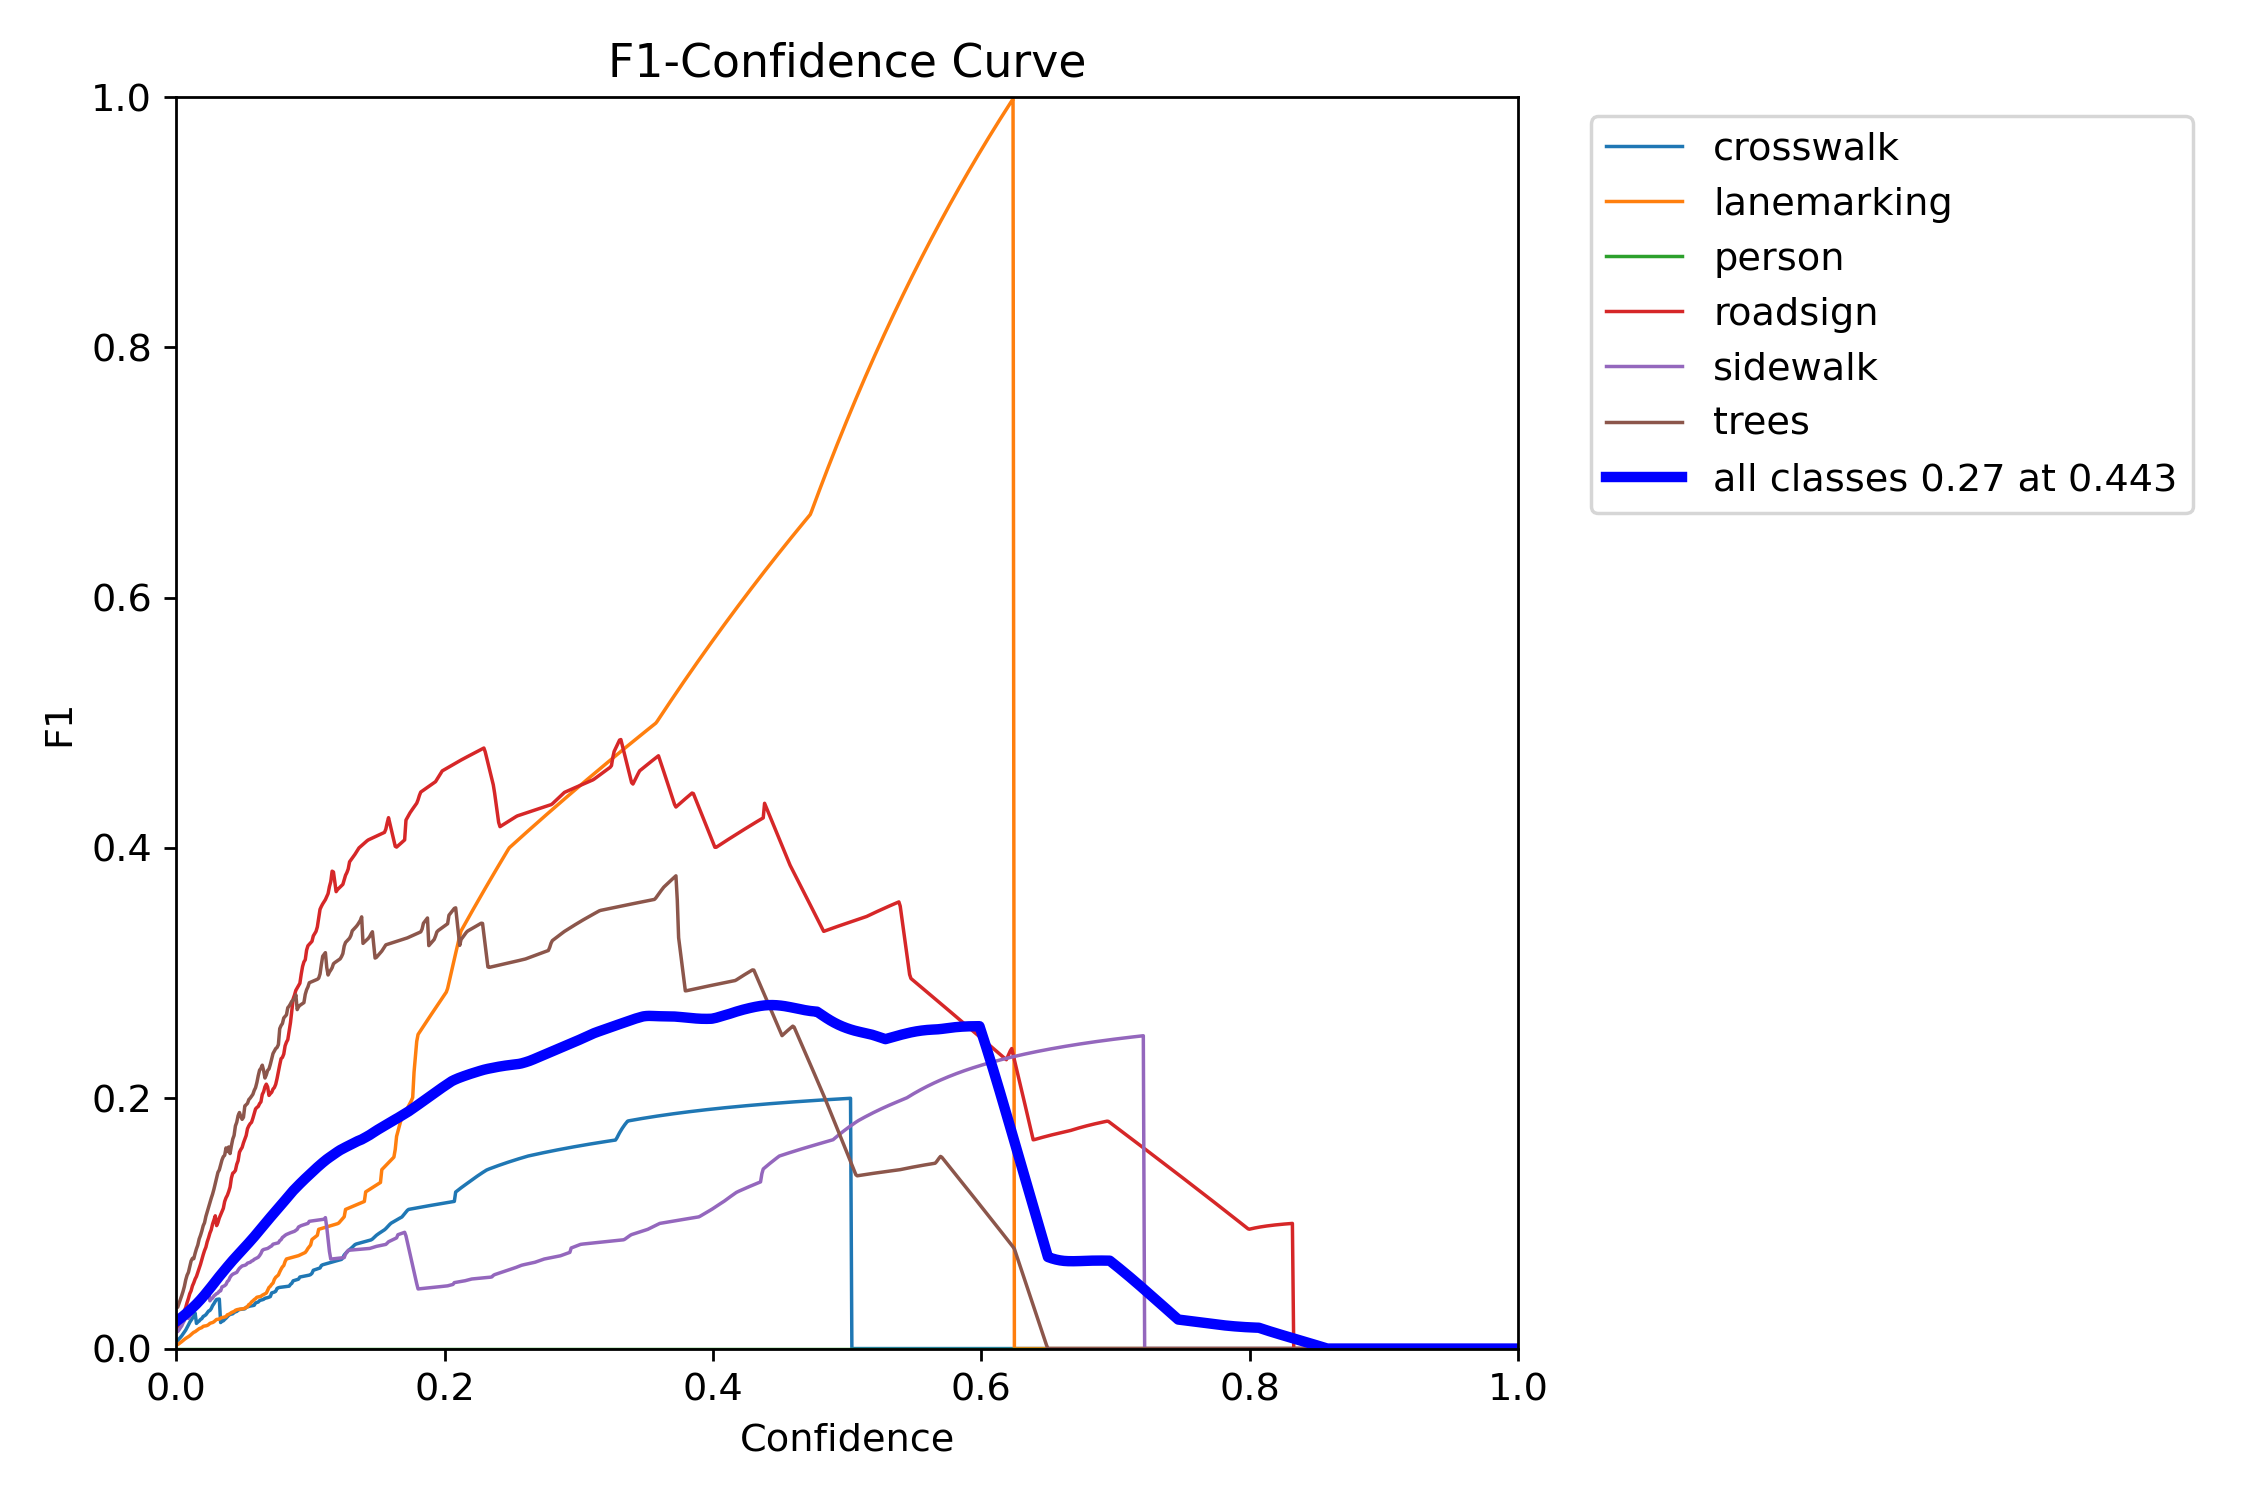 F1-Confidence Curve
1.0
0.8
0.6
0.4
0.2
0.0
F1
0.0 0.2 0.4 0.6 0.8 1.0
Confidence
crosswalk
lanemarking
person
roadsign
sidewalk
trees
all classes 0.27 at 0.443